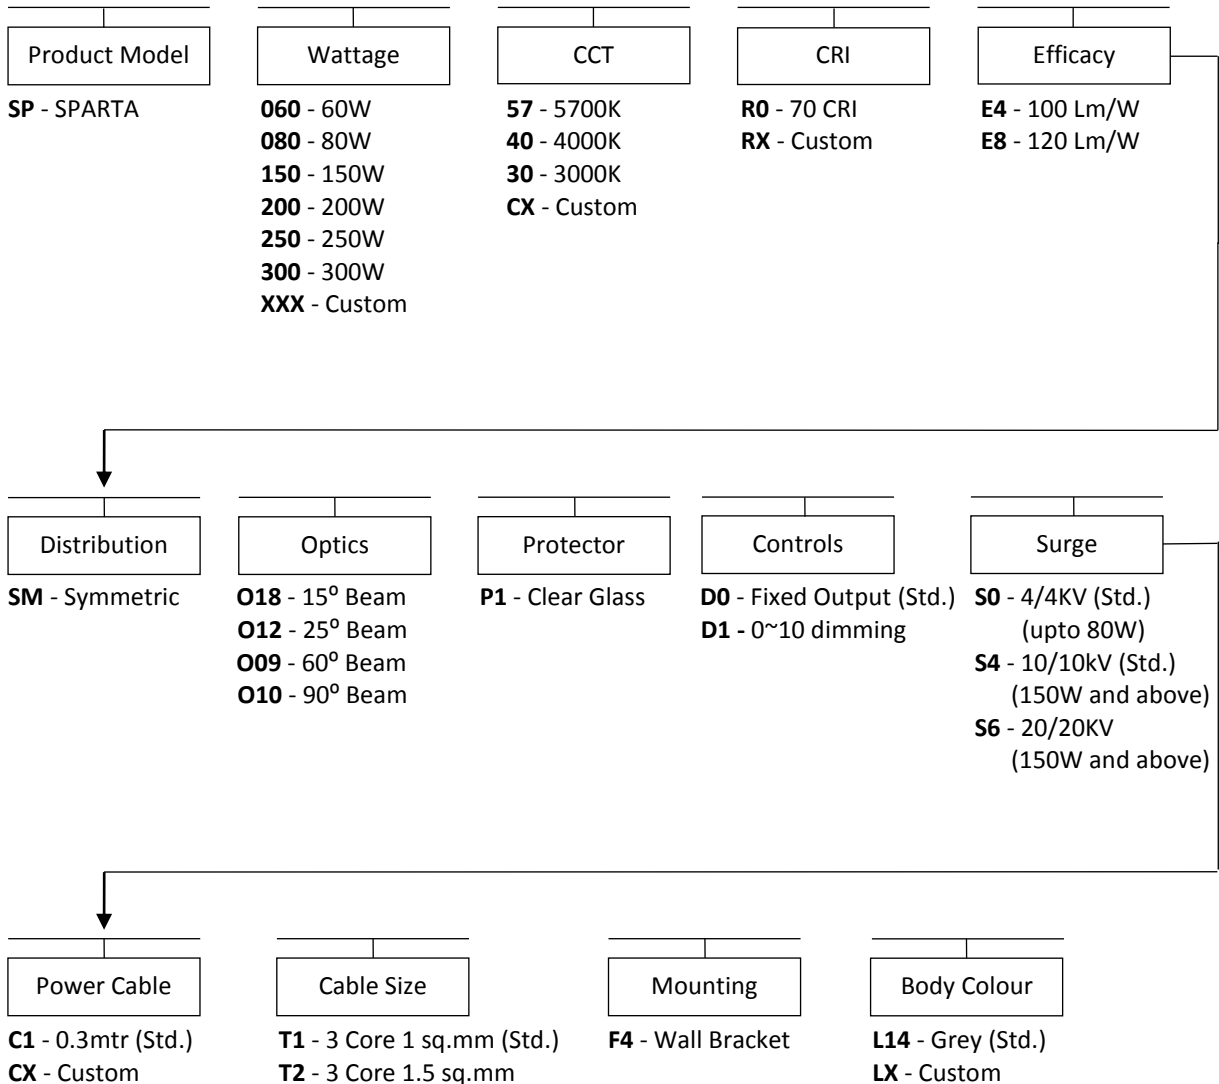 Product Model
SP - SPARTA
Wattage
060 - 60W
080 - 80W
150 - 150W
200 - 200W
250 - 250W
300 - 300W
XXX - Custom
CCT
57 - 5700K
40 - 4000K
30 - 3000K
CX - Custom
CRI
R0 - 70 CRI
RX - Custom
Efficacy
E4 - 100 Lm/W
E8 - 120 Lm/W
Distribution
SM - Symmetric
Optics
O18 - 15⁰ Beam
O12 - 25⁰ Beam
O09 - 60⁰ Beam
O10 - 90⁰ Beam
Protector
P1 - Clear Glass
Controls
D0 - Fixed Output (Std.)
D1 - 0~10 dimming
Surge
S0 - 4/4KV (Std.)
(upto 80W)
S4 - 10/10kV (Std.)
(150W and above)
S6 - 20/20KV
(150W and above)
Power Cable
C1 - 0.3mtr (Std.)
CX - Custom
Cable Size
T1 - 3 Core 1 sq.mm (Std.)
T2 - 3 Core 1.5 sq.mm
Mounting
F4 - Wall Bracket
Body Colour
L14 - Grey (Std.)
LX - Custom